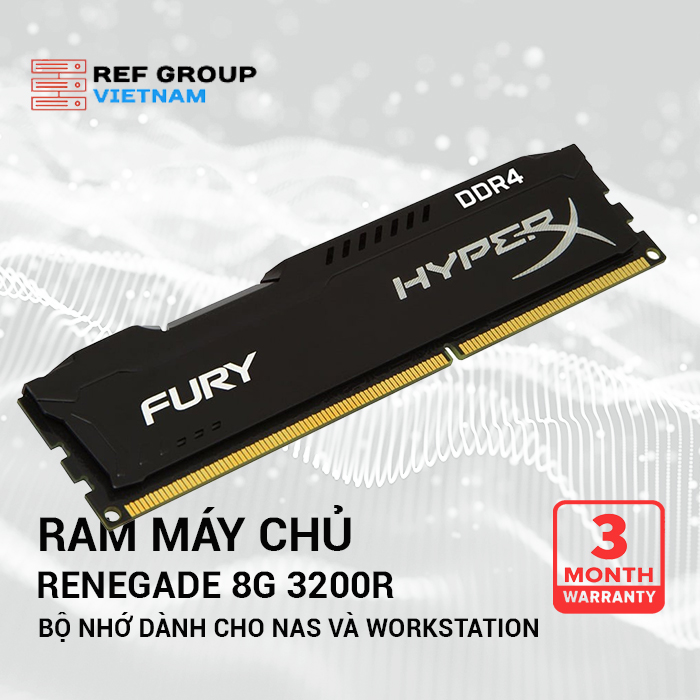 REF GROUP
VIETNAM
DDR4
HYPERX
FURY
RAM MÁY CHỦ
RENEGADE 8G 3200R
BỘ NHỚ DÀNH CHO NAS VÀ WORKSTATION
3
MONTH
WARRANTY